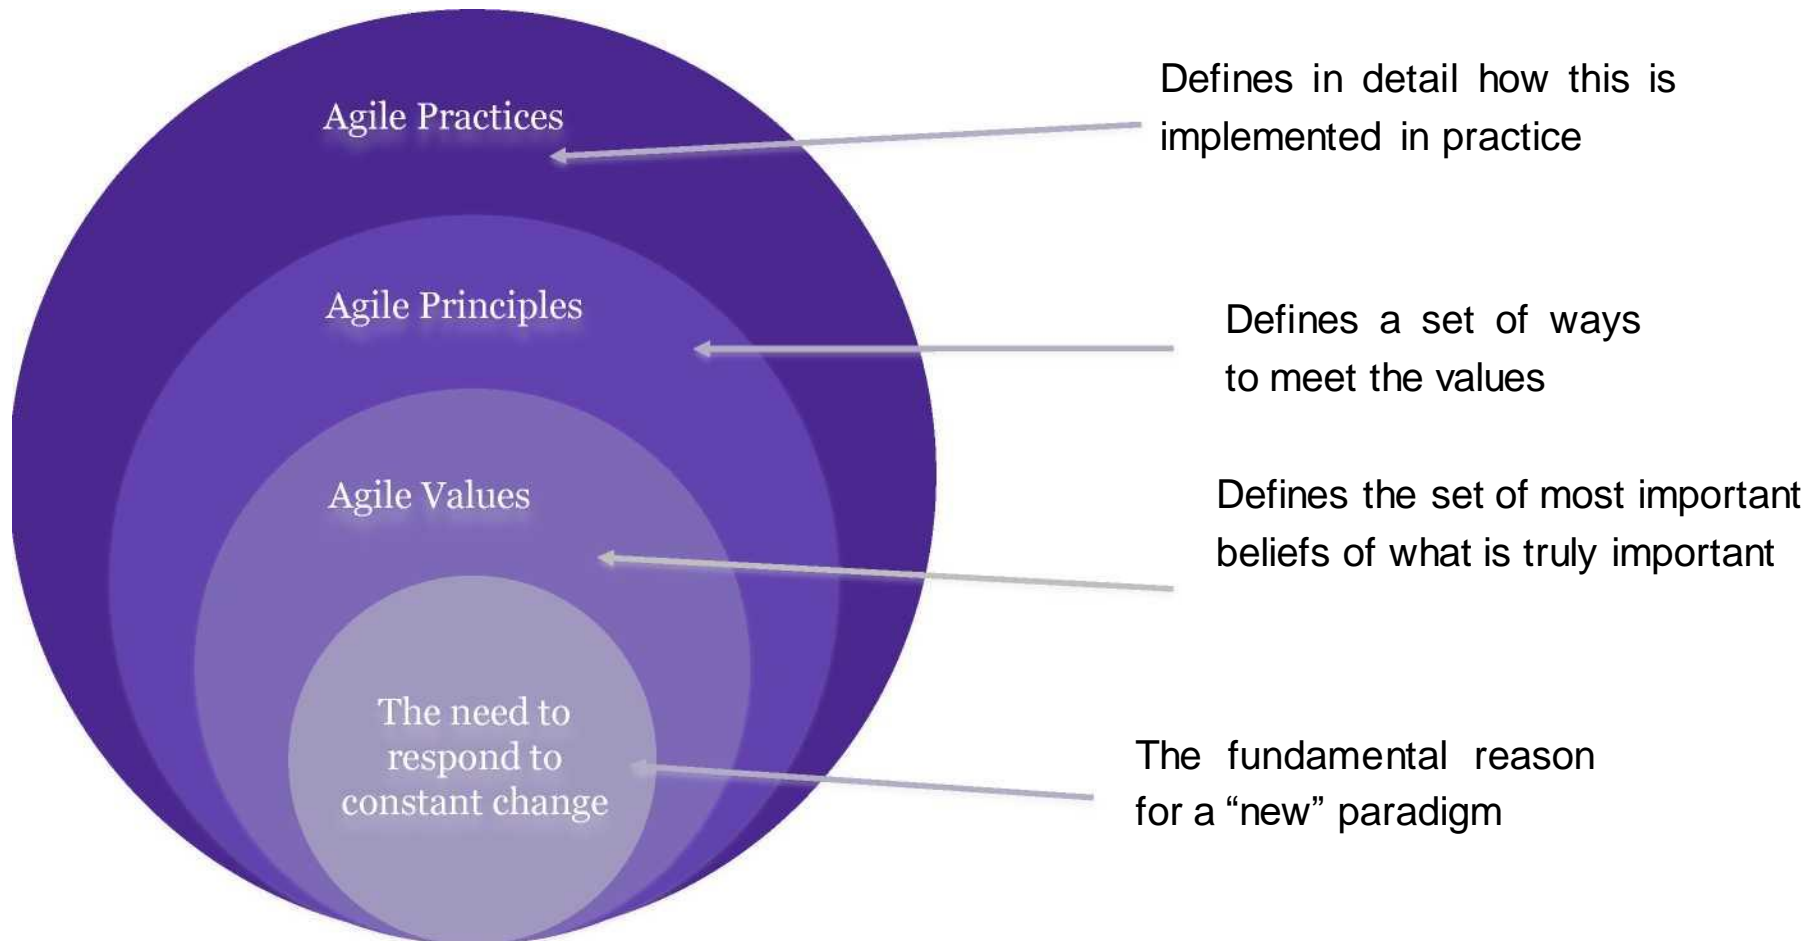 Agile Practices
Defines in detail how this is
implemented in practice
Agile Principles
Defines a set of ways
to meet the values
Agile Values
Defines the set of most important
beliefs of what is truly important
The need to
respond to
constant change
The fundamental reason
for a “new” paradigm